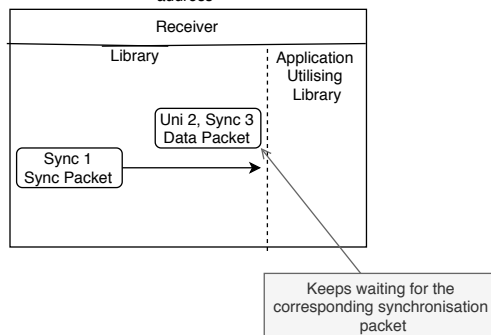 address
Receiver
Library
Application
Utilising
Library
Uni 2, Sync 3
Data Packet
Sync 1
Sync Packet
Keeps waiting for the
corresponding synchronisation
packet